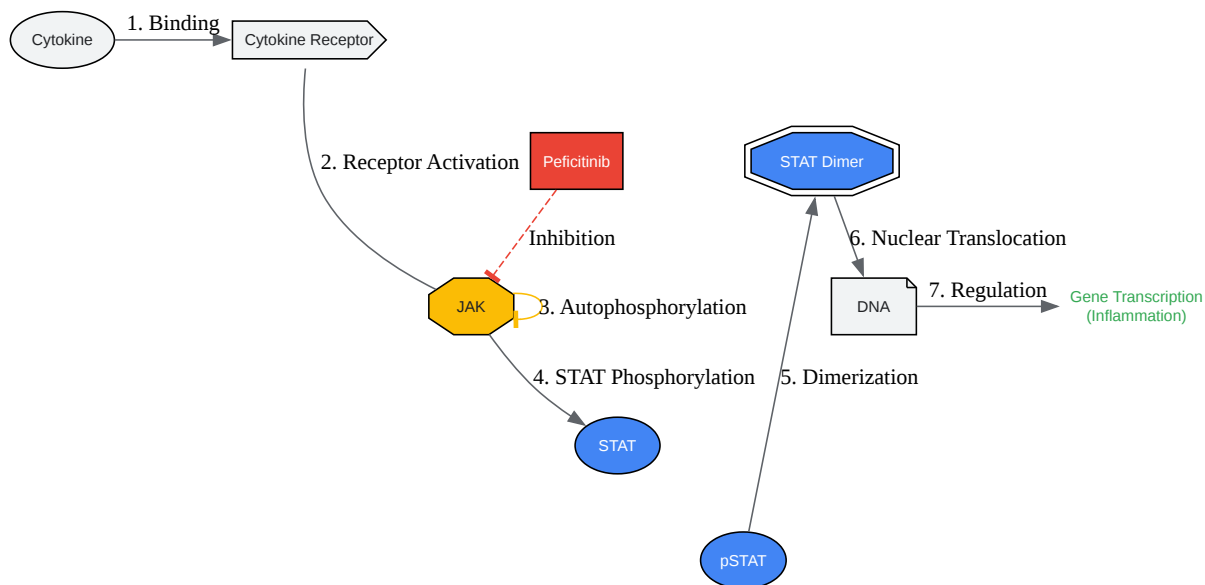 1. Binding
Cytokine
Cytokine Receptor
2. Receptor Activation
Peficitinib
STAT Dimer
Inhibition
6. Nuclear Translocation
JAK
3. Autophosphorylation
DNA
7. Regulation
Gene Transcription
(Inflammation)
4. STAT Phosphorylation
5. Dimerization
STAT
pSTAT